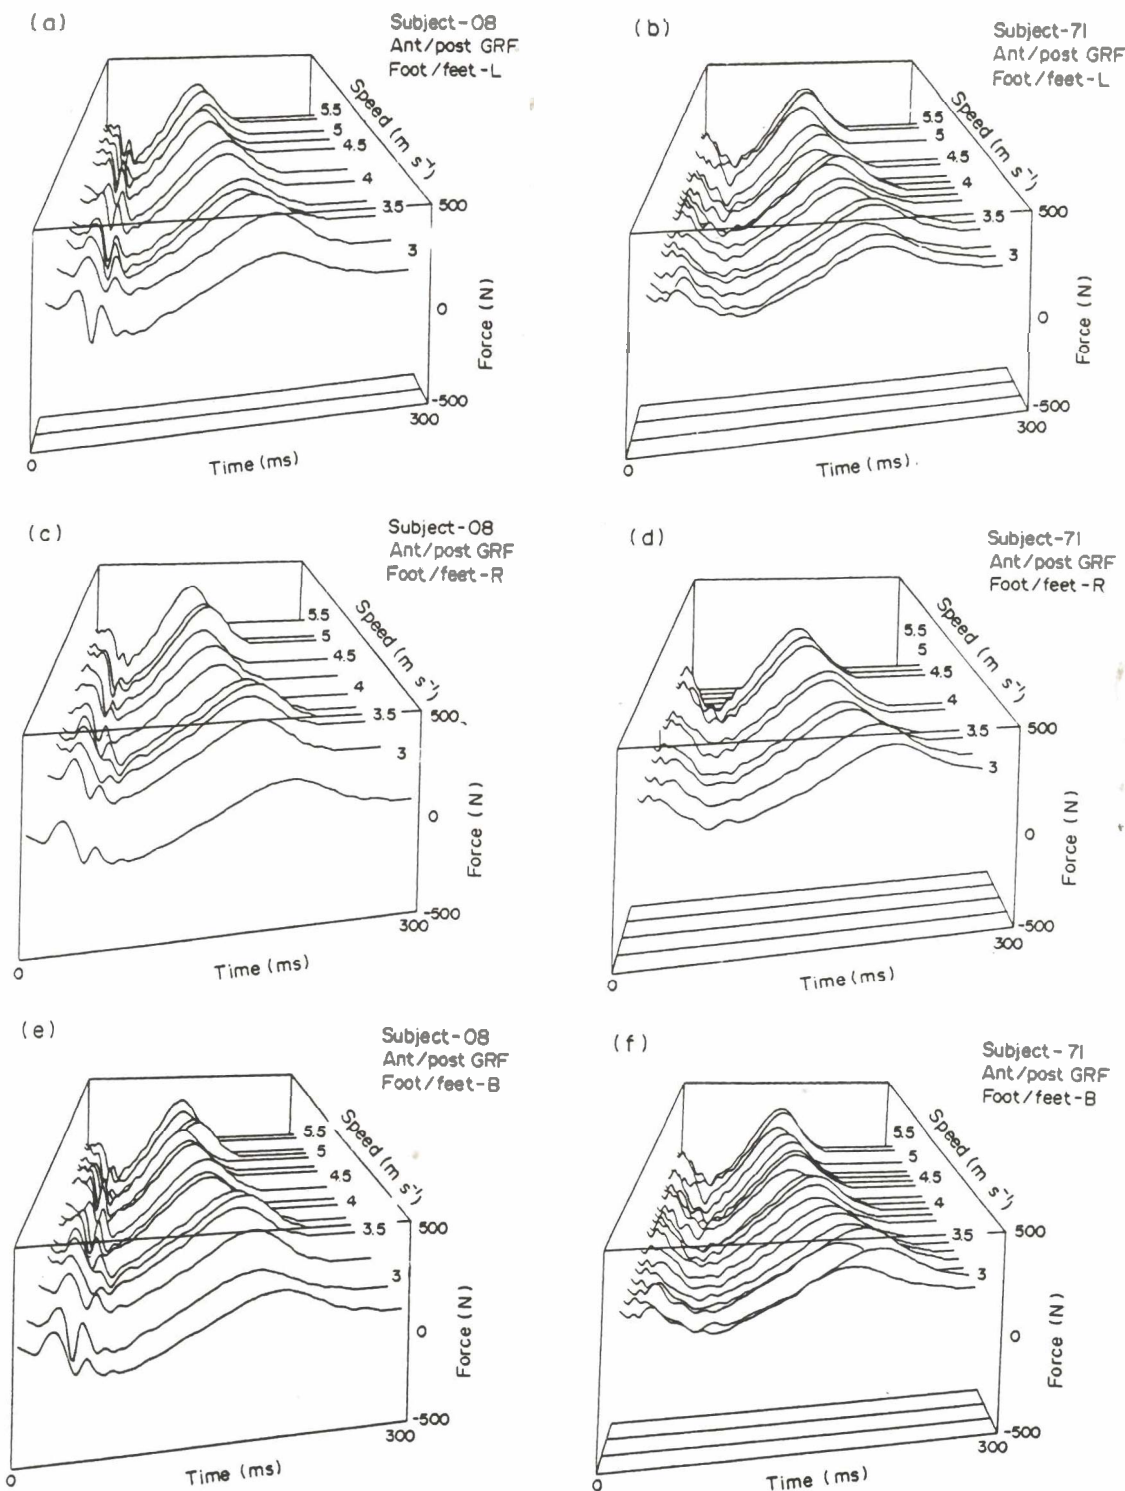 (a)
Subject-08
Ant/post GRF
Foot/feet-L
Speed (m s⁻¹)
5.5
5
4.5
4
3.5
3
500
0
-500
Force (N)
0
300
Time (ms)
(b)
Subject-71
Ant/post GRF
Foot/feet-L
Speed (m s⁻¹)
5.5
5
4.5
4
3.5
3
500
0
-500
Force (N)
0
300
Time (ms).
(c)
Subject-08
Ant/post GRF
Foot/feet-R
Speed (m s⁻¹)
5.5
5
4.5
4
3.5
3
500
0
-500
Force (N)
0
300
Time (ms)
(d)
Subject-71
Ant/post GRF
Foot/feet-R
Speed (m s⁻¹)
5.5
5
4.5
4
3.5
3
500
0
-500
Force (N)
0
300
Time (ms)
(e)
Subject-08
Ant/post GRF
Foot/feet-B
Speed (m s⁻¹)
5.5
5
4.5
4
3.5
3
500
0
-500
Force (N)
0
300
Time (ms)
(f)
Subject-71
Ant/post GRF
Foot/feet-B
Speed (m s⁻¹)
5.5
5
4.5
4
3.5
3
500
0
-500
Force (N)
0
300
Time (ms)